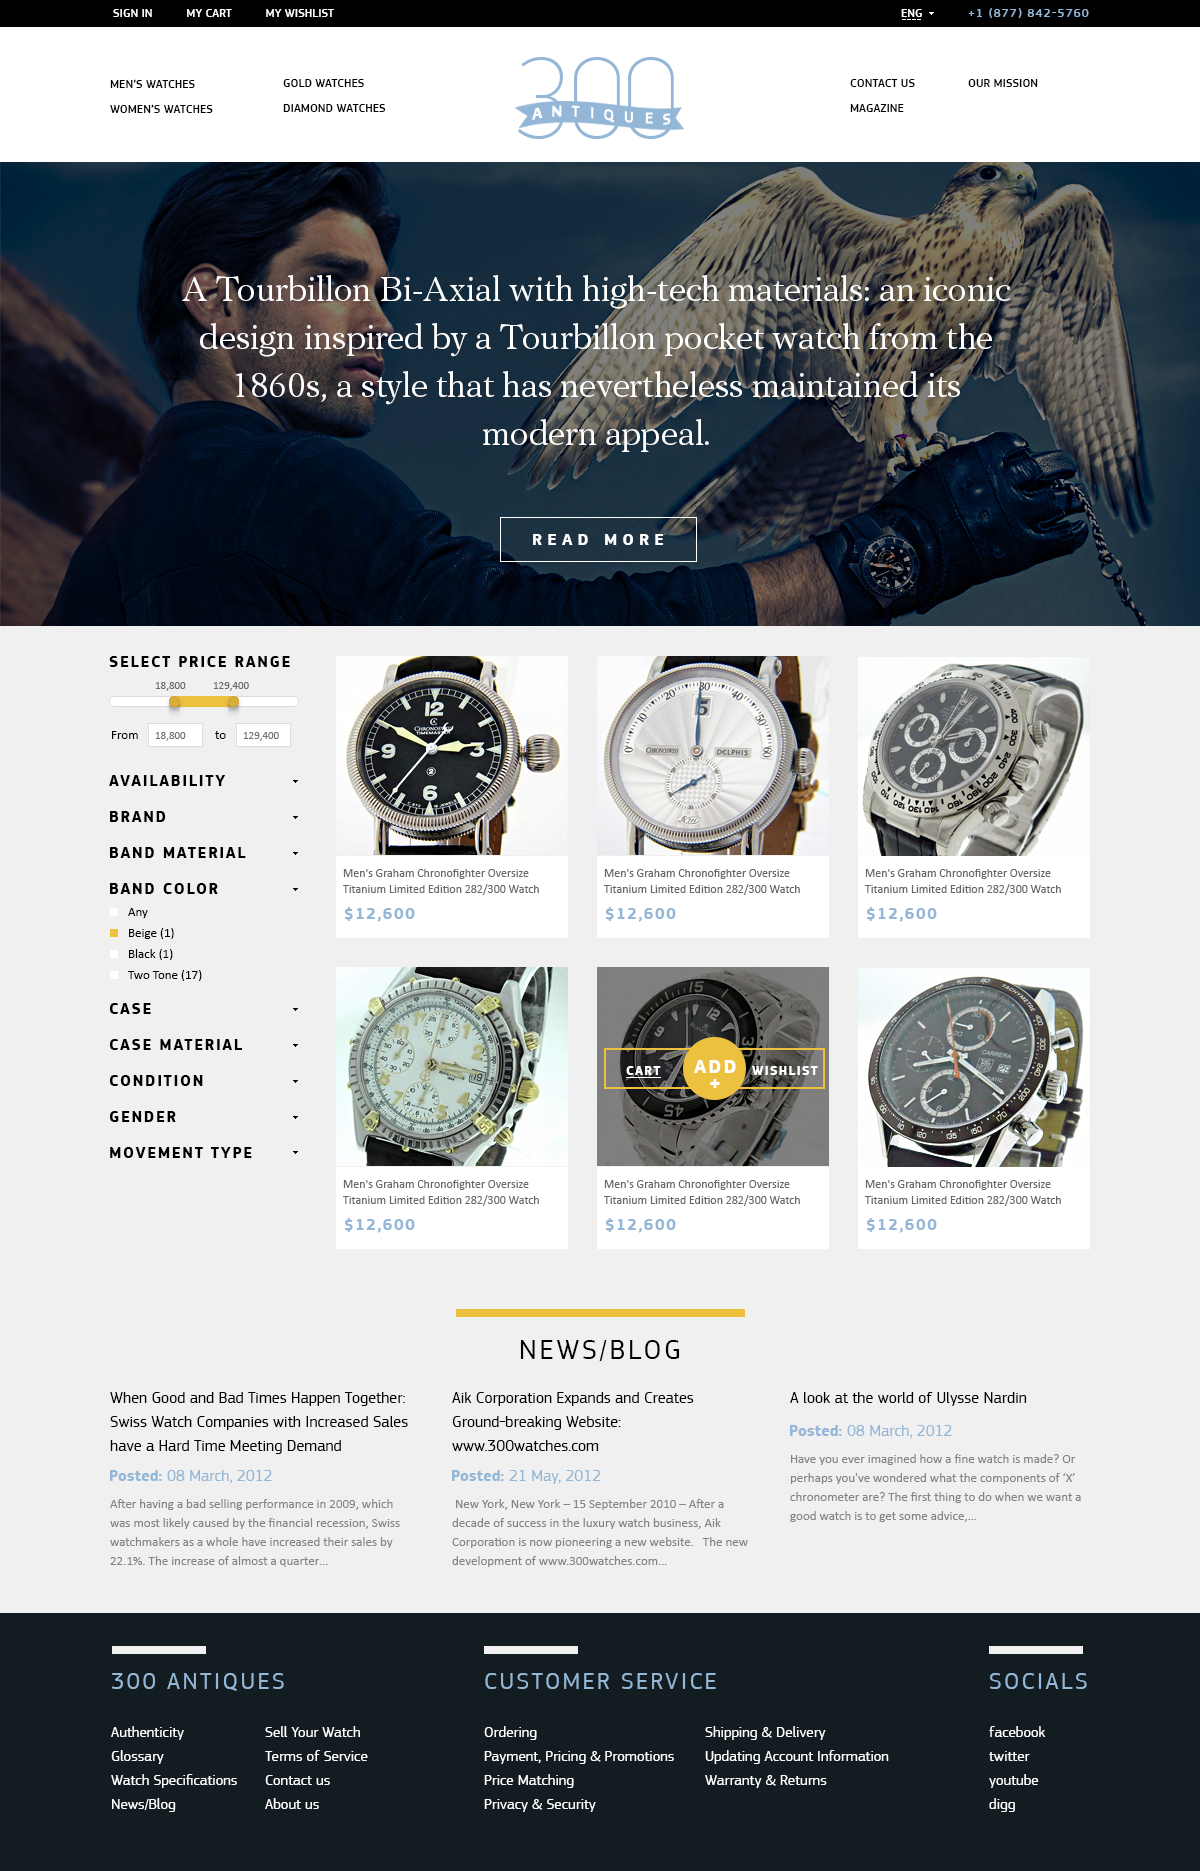 SIGN IN MY CART MY WISHLIST ENG +1 (877) 842-5760
MEN'S WATCHES GOLD WATCHES
WOMEN'S WATCHES DIAMOND WATCHES
300
ANTIQUES
CONTACT US OUR MISSION
MAGAZINE
A Tourbillon Bi-Axial with high-tech materials: an iconic
design inspired by a Tourbillon pocket watch from the
1860s, a style that has nevertheless maintained its
modern appeal.
READ MORE
SELECT PRICE RANGE
18,800 129,400
From 18,800 to 129,400
AVAILABILITY
BRAND
BAND MATERIAL
BAND COLOR
Any
Beige (1)
Black (1)
Two Tone (17)
CASE
CASE MATERIAL
CONDITION
GENDER
MOVEMENT TYPE
12
3
6
9
CHRONOSWISS
TIMEMASTER
Men's Graham Chronofighter Oversize
Titanium Limited Edition 282/300 Watch
$12,600
5
CHRONOSWISS DELPHIS
Men's Graham Chronofighter Oversize
Titanium Limited Edition 282/300 Watch
$12,600
Men's Graham Chronofighter Oversize
Titanium Limited Edition 282/300 Watch
$12,600
Men's Graham Chronofighter Oversize
Titanium Limited Edition 282/300 Watch
$12,600
12
45
CART ADD + WISHLIST
Men's Graham Chronofighter Oversize
Titanium Limited Edition 282/300 Watch
$12,600
TACHYMETRE
CARRERA
Men's Graham Chronofighter Oversize
Titanium Limited Edition 282/300 Watch
$12,600
NEWS/BLOG
When Good and Bad Times Happen Together:
Swiss Watch Companies with Increased Sales
have a Hard Time Meeting Demand
Posted: 08 March, 2012
After having a bad selling performance in 2009, which
was most likely caused by the financial recession, Swiss
watchmakers as a whole have increased their sales by
22.1%. The increase of almost a quarter...
Aik Corporation Expands and Creates
Ground-breaking Website:
www.300watches.com
Posted: 21 May, 2012
New York, New York – 15 September 2010 – After a
decade of success in the luxury watch business, Aik
Corporation is now pioneering a new website. The new
development of www.300watches.com...
A look at the world of Ulysse Nardin
Posted: 08 March, 2012
Have you ever imagined how a fine watch is made? Or
perhaps you've wondered what the components of ‘X’
chronometer are? The first thing to do when we want a
good watch is to get some advice,...
300 ANTIQUES
Authenticity Sell Your Watch
Glossary Terms of Service
Watch Specifications Contact us
News/Blog About us
CUSTOMER SERVICE
Ordering Shipping & Delivery
Payment, Pricing & Promotions Updating Account Information
Price Matching Warranty & Returns
Privacy & Security
SOCIALS
facebook
twitter
youtube
digg